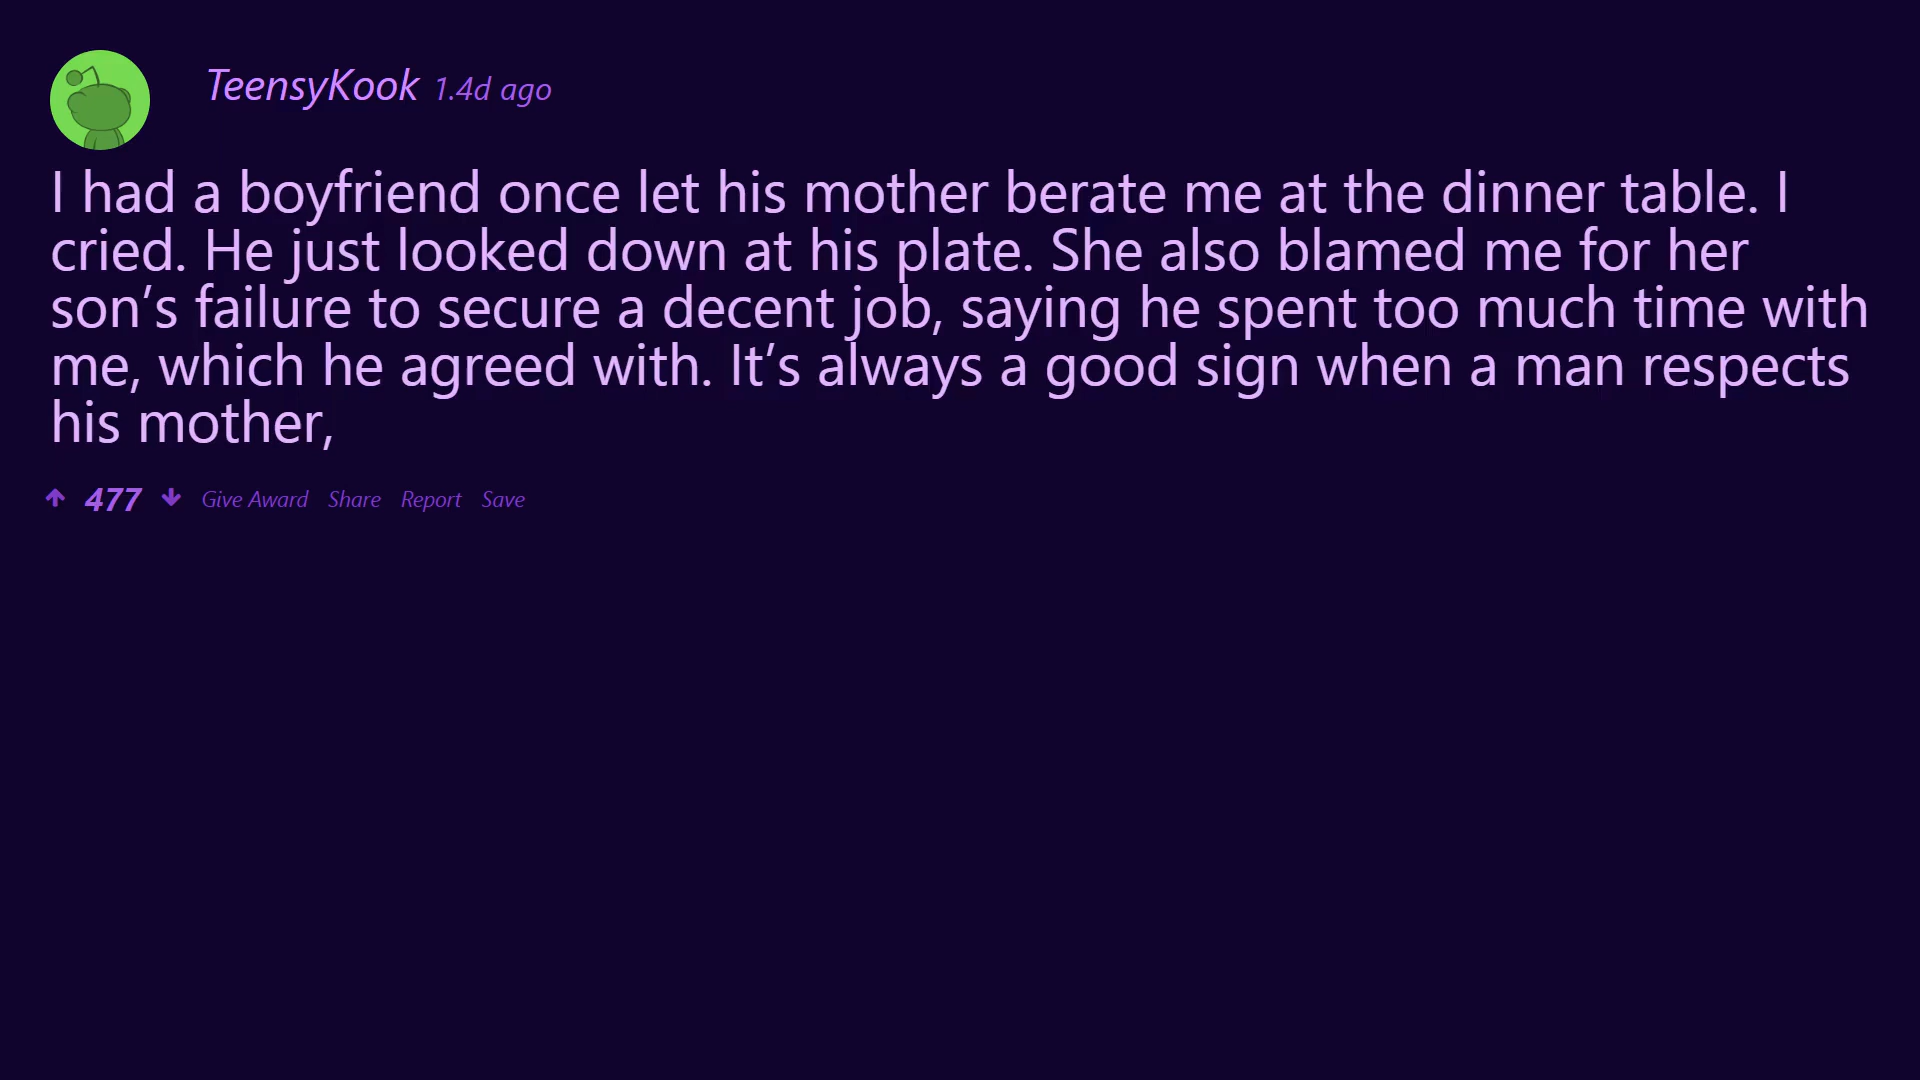 TeensyKook 1.4d ago
I had a boyfriend once let his mother berate me at the dinner table. I
cried. He just looked down at his plate. She also blamed me for her
son’s failure to secure a decent job, saying he spent too much time with
me, which he agreed with. It’s always a good sign when a man respects
his mother,
477 Give Award Share Report Save